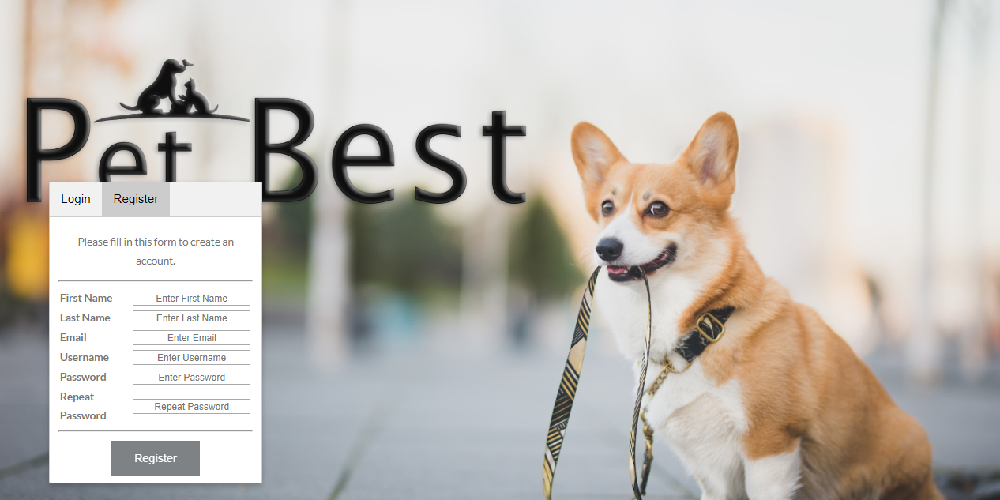 Pet Best
Login Register
Please fill in this form to create an
account.
First Name Enter First Name
Last Name Enter Last Name
Email Enter Email
Username Enter Username
Password Enter Password
Repeat
Password Repeat Password
Register